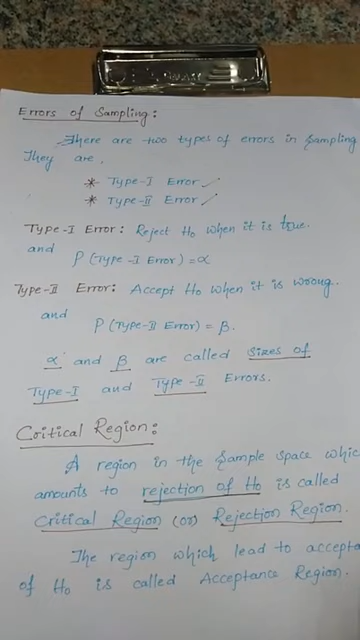 Errors of Sampling:
There are two types of errors in sampling
They are,
* Type-I Error ✓
* Type-II Error ✓
Type-I Error: Reject H₀ when it is true.
and
P(Type-I Error) = α
Type-II Error: Accept H₀ when it is wrong.
and
P(Type-II Error) = β.
α and β are called sizes of
Type-I and Type-II Errors.
Critical Region:
A region in the sample space whic
amounts to rejection of H₀ is called
Critical Region (or) Rejection Region.
The region which lead to accepta
of H₀ is called Acceptance Region.